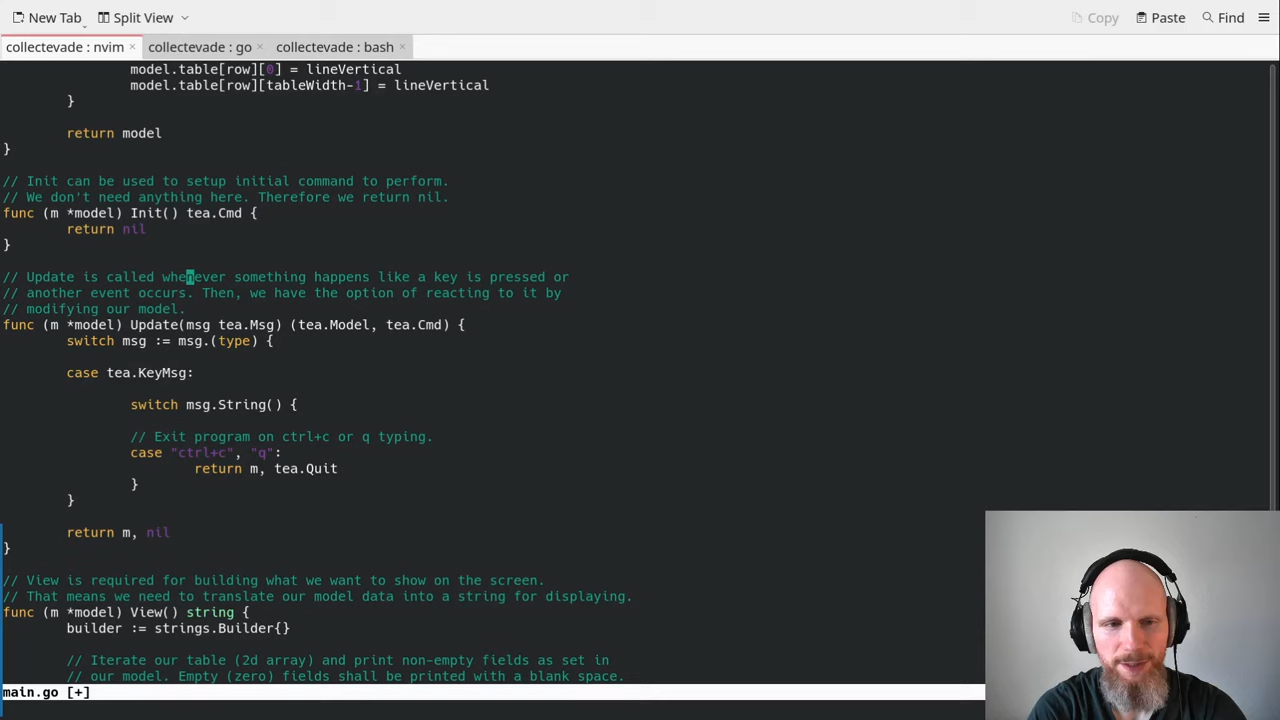 New Tab Split View Copy Paste Find
collectevade : nvim collectevade : go collectevade : bash
model.table[row][0] = lineVertical
model.table[row][tableWidth-1] = lineVertical
}
return model
}
// Init can be used to setup initial command to perform.
// We don't need anything here. Therefore we return nil.
func (m *model) Init() tea.Cmd {
return nil
}
// Update is called whenever something happens like a key is pressed or
// another event occurs. Then, we have the option of reacting to it by
// modifying our model.
func (m *model) Update(msg tea.Msg) (tea.Model, tea.Cmd) {
switch msg := msg.(type) {
case tea.KeyMsg:
switch msg.String() {
// Exit program on ctrl+c or q typing.
case "ctrl+c", "q":
return m, tea.Quit
}
}
return m, nil
}
// View is required for building what we want to show on the screen.
// That means we need to translate our model data into a string for displaying.
func (m *model) View() string {
builder := strings.Builder{}
// Iterate our table (2d array) and print non-empty fields as set in
// our model. Empty (zero) fields shall be printed with a blank space.
main.go [+]